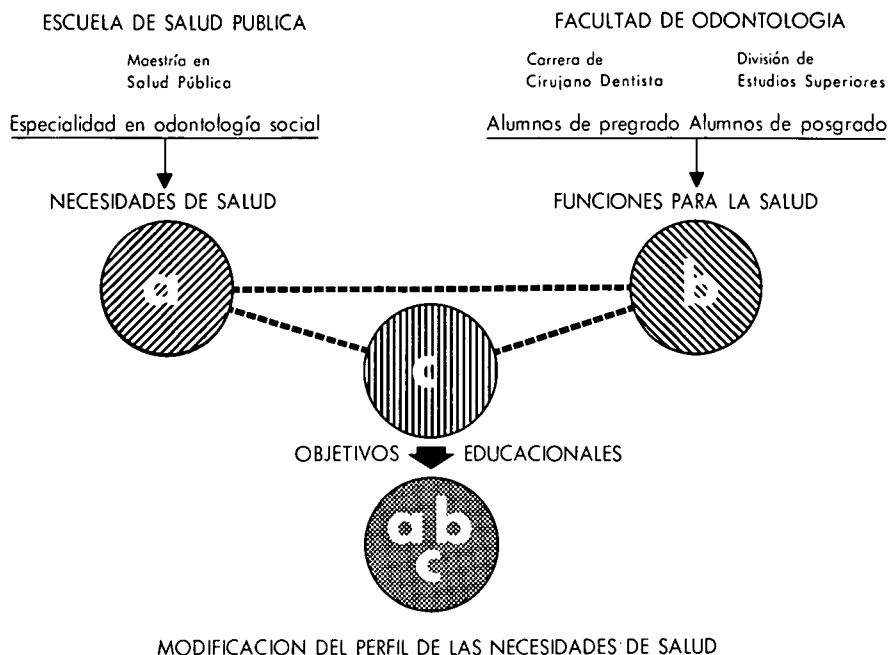 ESCUELA DE SALUD PUBLICA
Maestría en
Salud Pública
Especialidad en odontología social
NECESIDADES DE SALUD
FACULTAD DE ODONTOLOGIA
Carrera de
Cirujano Dentista
División de
Estudios Superiores
Alumnos de pregrado Alumnos de posgrado
FUNCIONES PARA LA SALUD
a
b
c
OBJETIVOS EDUCACIONALES
ab
c
MODIFICACION DEL PERFIL DE LAS NECESIDADES DE SALUD